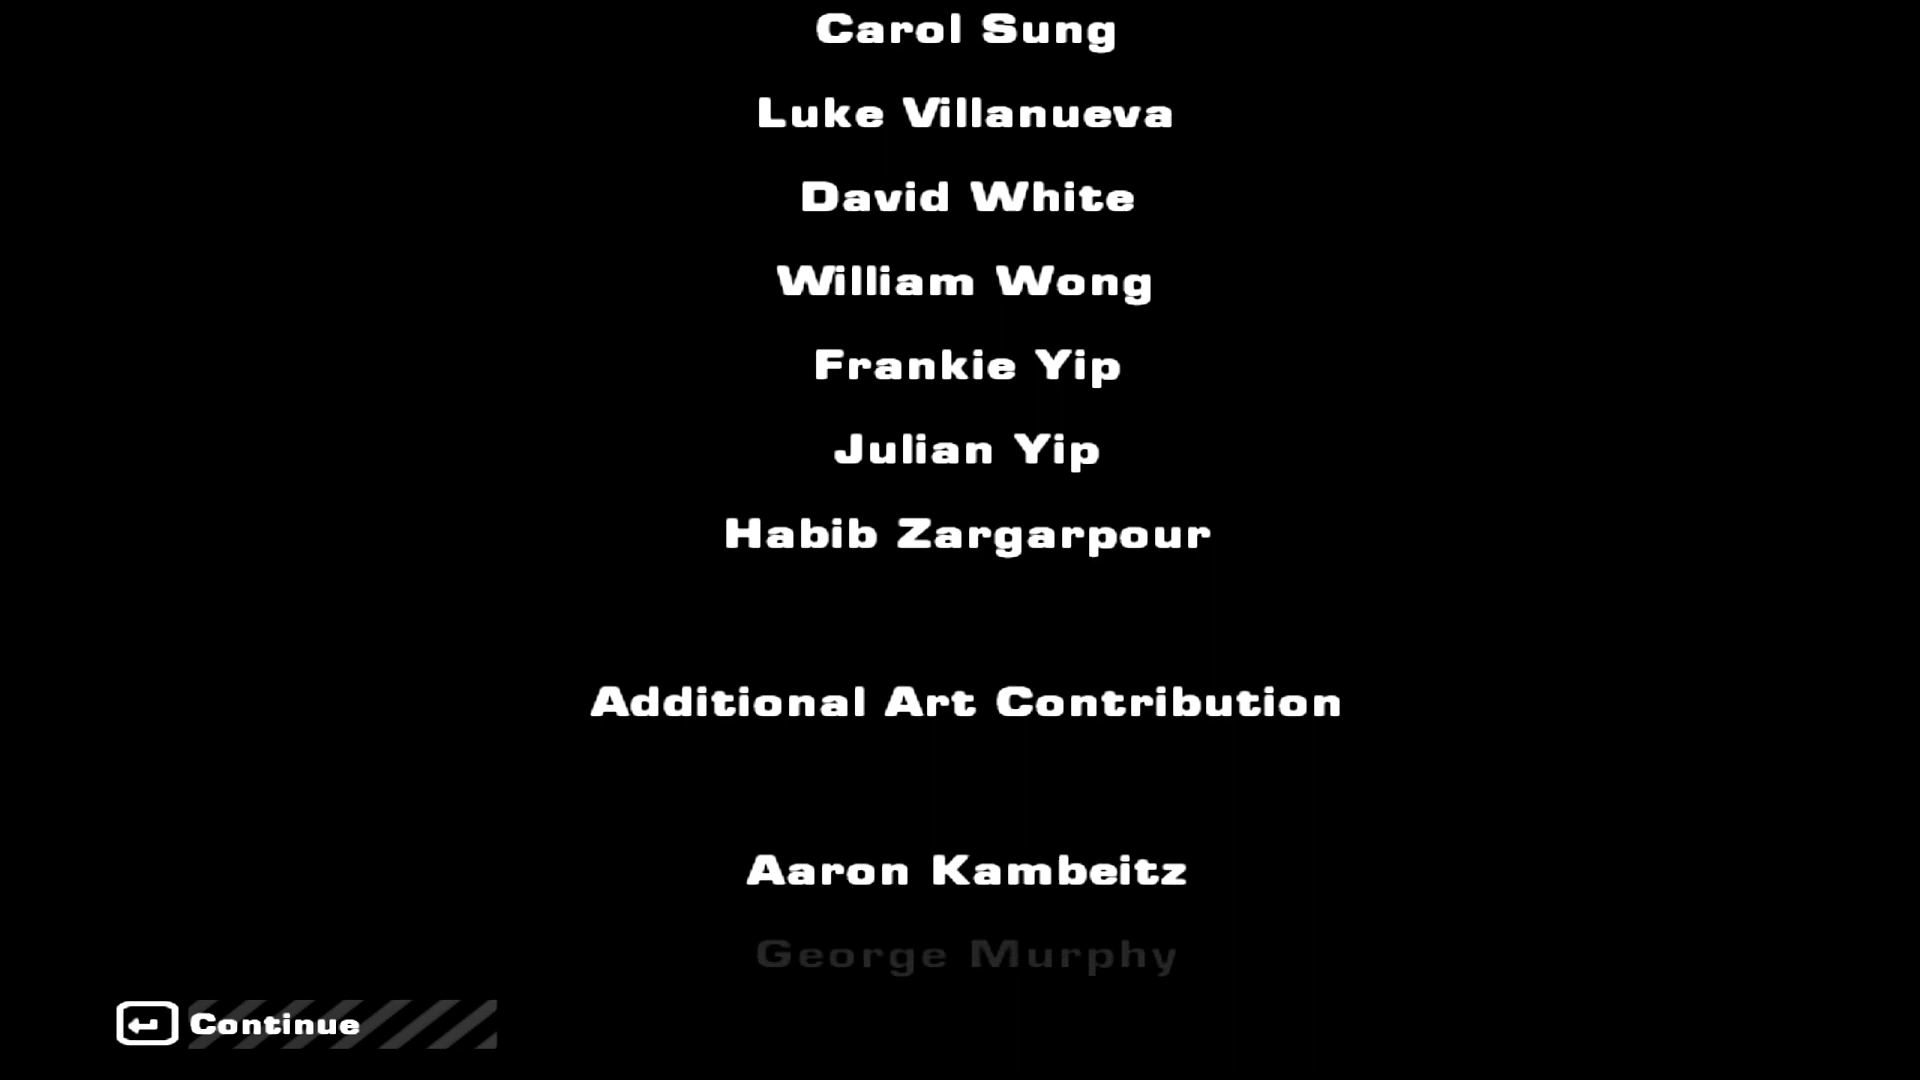 Carol Sung
Luke Villanueva
David White
William Wong
Frankie Yip
Julian Yip
Habib Zargarpour
Additional Art Contribution
Aaron Kambeitz
George Murphy
Continue